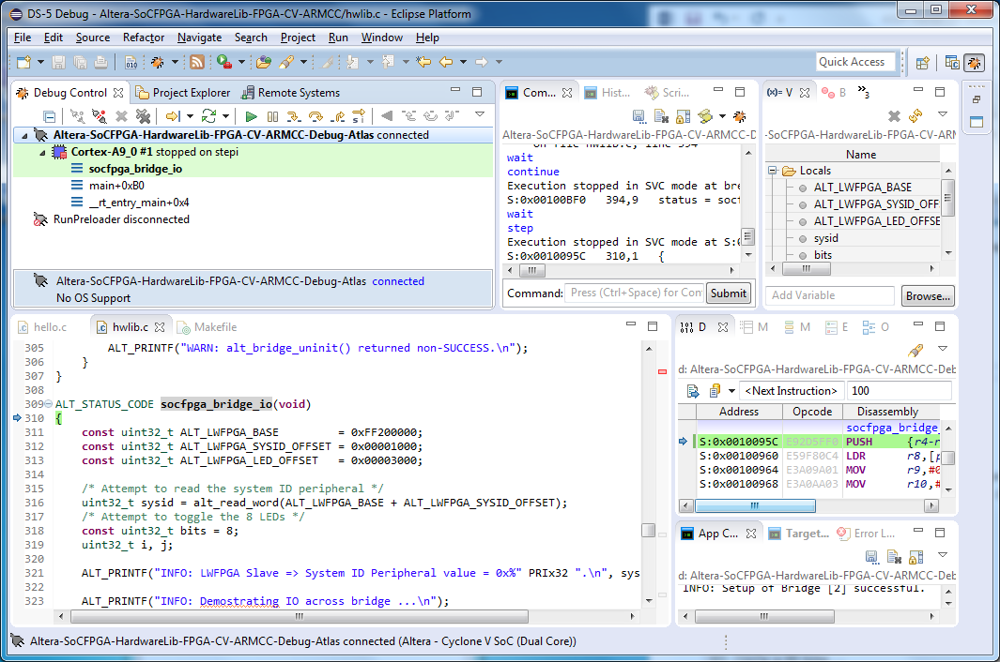 DS-5 Debug - Altera-SoCFPGA-HardwareLib-FPGA-CV-ARMCC/hwlib.c - Eclipse Platform
File Edit Source Refactor Navigate Search Project Run Window Help
Quick Access
Debug Control Project Explorer Remote Systems
Altera-SoCFPGA-HardwareLib-FPGA-CV-ARMCC-Debug-Atlas connected
Cortex-A9_0 #1 stopped on stepi
socfpga_bridge_io
main+0xB0
__rt_entry_main+0x4
RunPreloader disconnected
Altera-SoCFPGA-HardwareLib-FPGA-CV-ARMCC-Debug-Atlas connected
No OS Support
Com... Hist... Scri...
Altera-SoCFPGA-HardwareLib-FPGA-CV-ARMCC-D
on file hwlib.c, line 394
wait
continue
Execution stopped in SVC mode at bre
S:0x00100BF0 394,9 status = socf
wait
step
Execution stopped in SVC mode at S:0
S:0x0010095C 310,1 {
Command: Press (Ctrl+Space) for Con Submit
(x)= V B 3
-SoCFPGA-HardwareLib-FPGA-CV-ARMCC-Deb
Name
Locals
ALT_LWFPGA_BASE
ALT_LWFPGA_SYSID_OFF
ALT_LWFPGA_LED_OFFSE
sysid
bits
Add Variable Browse...
hello.c hwlib.c Makefile
305 ALT_PRINTF("WARN: alt_bridge_uninit() returned non-SUCCESS.\n");
306 }
307 }
308
309 ALT_STATUS_CODE socfpga_bridge_io(void)
310 {
311 const uint32_t ALT_LWFPGA_BASE = 0xFF200000;
312 const uint32_t ALT_LWFPGA_SYSID_OFFSET = 0x00001000;
313 const uint32_t ALT_LWFPGA_LED_OFFSET = 0x00003000;
314
315 /* Attempt to read the system ID peripheral */
316 uint32_t sysid = alt_read_word(ALT_LWFPGA_BASE + ALT_LWFPGA_SYSID_OFFSET);
317 /* Attempt to toggle the 8 LEDs */
318 const uint32_t bits = 8;
319 uint32_t i, j;
320
321 ALT_PRINTF("INFO: LWFPGA Slave => System ID Peripheral value = 0x%" PRIx32 ".\n", sys
322
323 ALT_PRINTF("INFO: Demostrating IO across bridge ...\n");
010 D M M E O
d: Altera-SoCFPGA-HardwareLib-FPGA-CV-ARMCC-Deb
<Next Instruction> 100
Address Opcode Disassembly
socfpga_bridge_
S:0x0010095C E92D5FF0 PUSH {r4-r
S:0x00100960 E59F80C4 LDR r8,[p
S:0x00100964 E3A09A01 MOV r9,#0
S:0x00100968 E3A0AA03 MOV r10,#
App C... Target... Error L...
d: Altera-SoCFPGA-HardwareLib-FPGA-CV-ARMCC-Deb
INFO: Setup of Bridge [2] successful.
Altera-SoCFPGA-HardwareLib-FPGA-CV-ARMCC-Debug-Atlas connected (Altera - Cyclone V SoC (Dual Core))